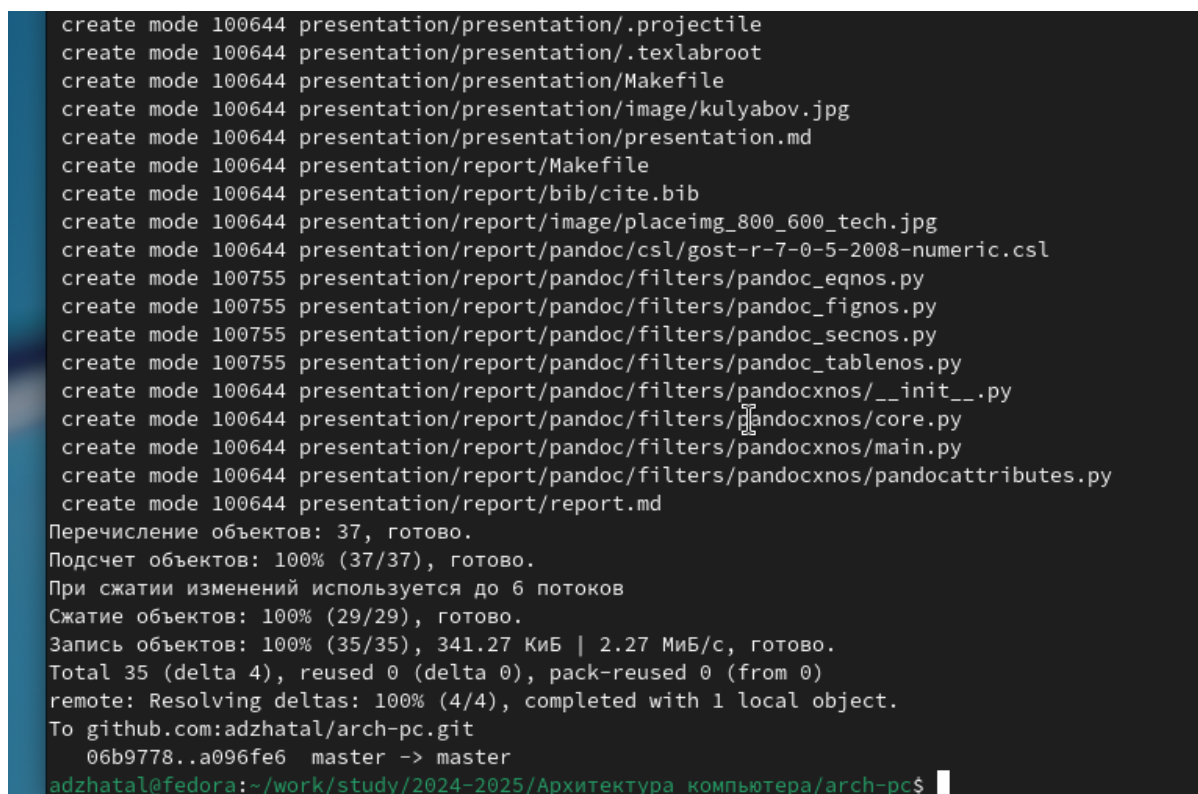 create mode 100644 presentation/presentation/.projectile
create mode 100644 presentation/presentation/.texlabroot
create mode 100644 presentation/presentation/Makefile
create mode 100644 presentation/presentation/image/kulyabov.jpg
create mode 100644 presentation/presentation/presentation.md
create mode 100644 presentation/report/Makefile
create mode 100644 presentation/report/bib/cite.bib
create mode 100644 presentation/report/image/placeimg_800_600_tech.jpg
create mode 100644 presentation/report/pandoc/csl/gost-r-7-0-5-2008-numeric.csl
create mode 100755 presentation/report/pandoc/filters/pandoc_eqnos.py
create mode 100755 presentation/report/pandoc/filters/pandoc_fignos.py
create mode 100755 presentation/report/pandoc/filters/pandoc_secnos.py
create mode 100755 presentation/report/pandoc/filters/pandoc_tablenos.py
create mode 100644 presentation/report/pandoc/filters/pandocxnos/__init__.py
create mode 100644 presentation/report/pandoc/filters/pandocxnos/core.py
create mode 100644 presentation/report/pandoc/filters/pandocxnos/main.py
create mode 100644 presentation/report/pandoc/filters/pandocxnos/pandocattributes.py
create mode 100644 presentation/report/report.md
Перечисление объектов: 37, готово.
Подсчет объектов: 100% (37/37), готово.
При сжатии изменений используется до 6 потоков
Сжатие объектов: 100% (29/29), готово.
Запись объектов: 100% (35/35), 341.27 КиБ | 2.27 МиБ/с, готово.
Total 35 (delta 4), reused 0 (delta 0), pack-reused 0 (from 0)
remote: Resolving deltas: 100% (4/4), completed with 1 local object.
To github.com:adzhatal/arch-pc.git
06b9778..a096fe6 master -> master
adzhatal@fedora:~/work/study/2024-2025/Архитектура компьютера/arch-pc$